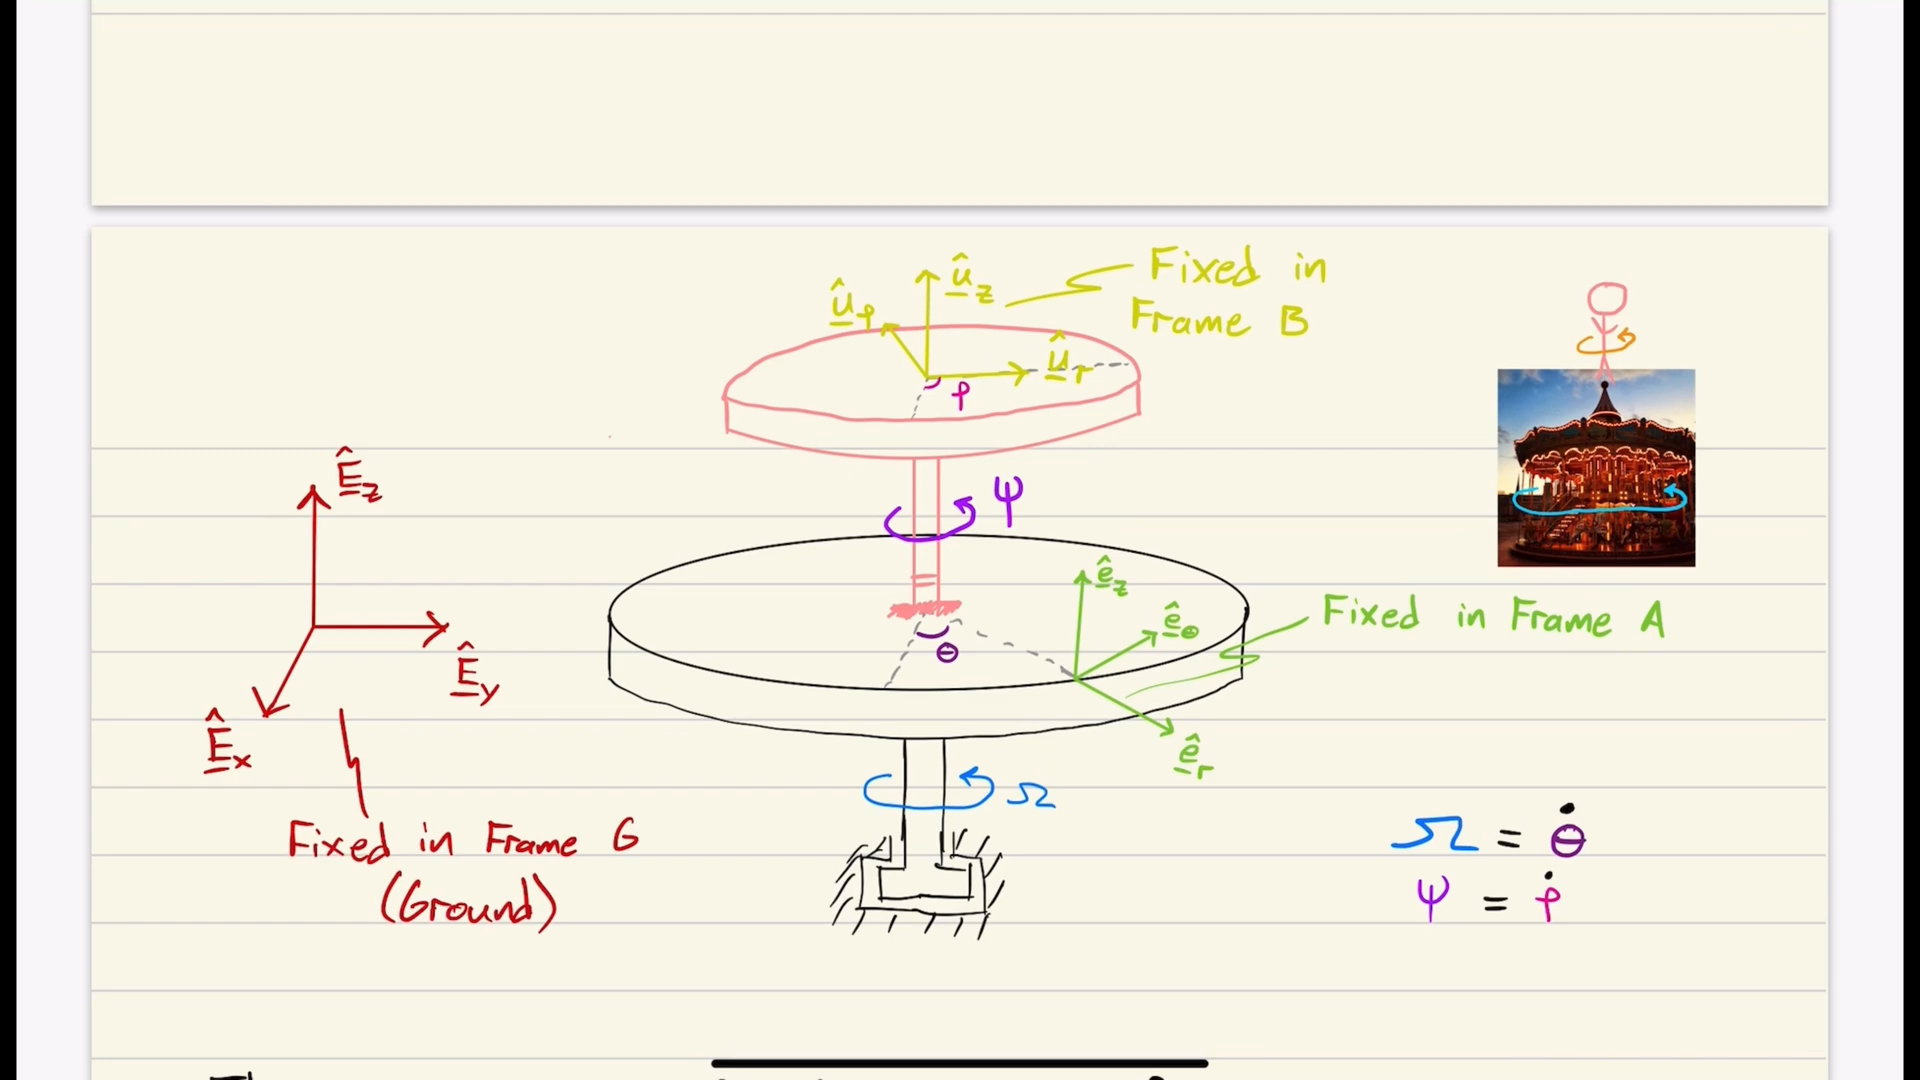 û_z
û_φ
û_r
φ
Fixed in
Frame B
Ê_z
Ê_y
Ê_x
Fixed in Frame G
(Ground)
ψ
ê_z
ê_θ
ê_r
θ
Fixed in Frame A
Ω
Ω = θ̇
ψ = φ̇